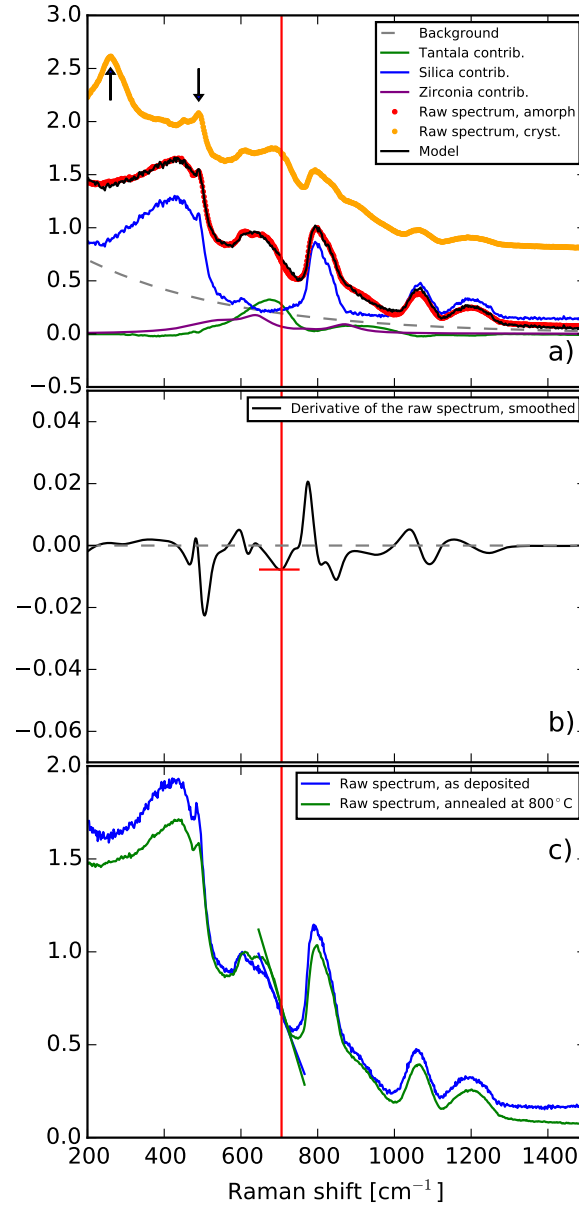 3.0
2.5
2.0
1.5
1.0
0.5
0.0
−0.5
Background
Tantala contrib.
Silica contrib.
Zirconia contrib.
Raw spectrum, amorph
Raw spectrum, cryst.
Model
a)
0.04
0.02
0.00
−0.02
−0.04
−0.06
Derivative of the raw spectrum, smoothed
b)
2.0
1.5
1.0
0.5
0.0
Raw spectrum, as deposited
Raw spectrum, annealed at 800°C
c)
200 400 600 800 1000 1200 1400
Raman shift [cm⁻¹]